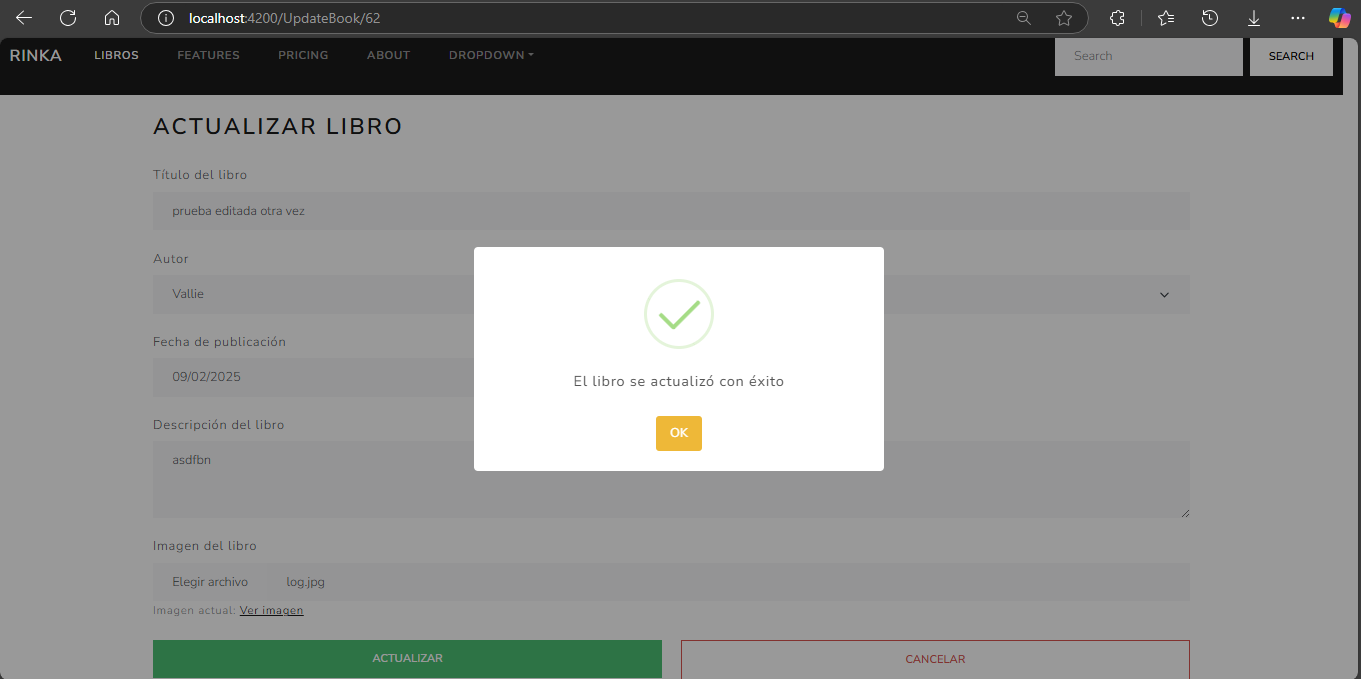 localhost:4200/UpdateBook/62
RINKA LIBROS FEATURES PRICING ABOUT DROPDOWN Search SEARCH
ACTUALIZAR LIBRO
Título del libro
prueba editada otra vez
Autor
Vallie
Fecha de publicación
09/02/2025
El libro se actualizó con éxito
OK
Descripción del libro
asdfbn
Imagen del libro
Elegir archivo log.jpg
Imagen actual: Ver imagen
ACTUALIZAR CANCELAR